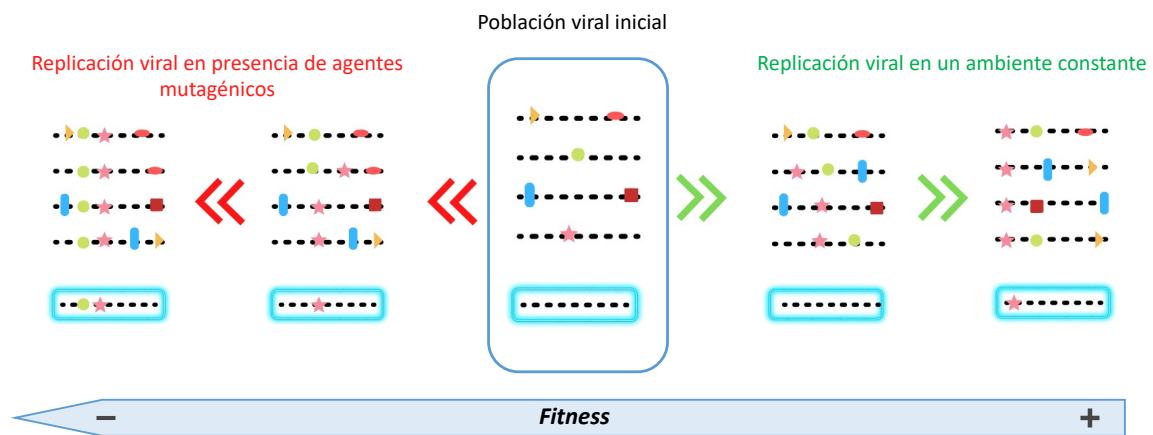 Población viral inicial
Replicación viral en presencia de agentes
mutagénicos
Replicación viral en un ambiente constante
− Fitness +